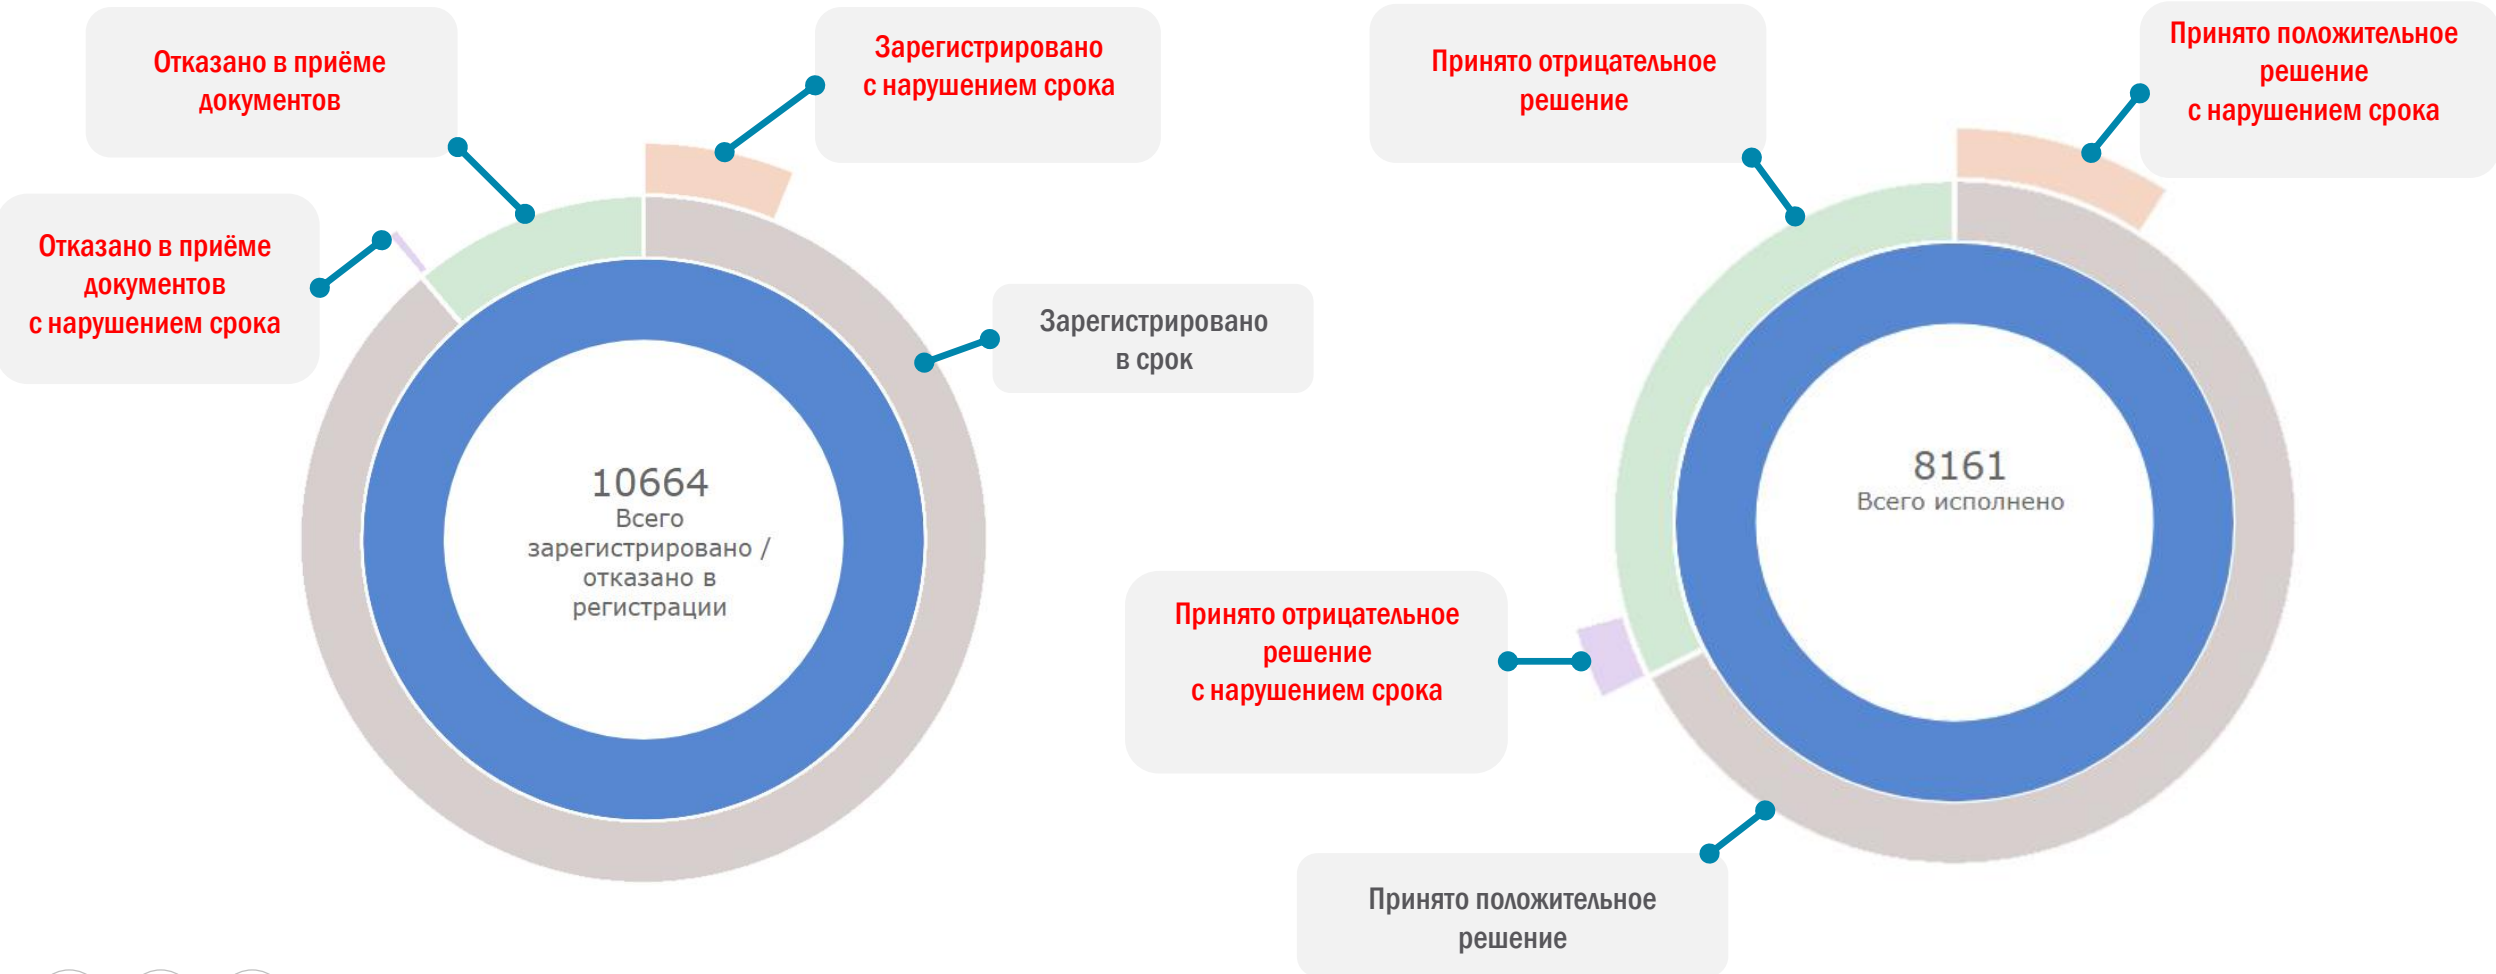 Отказано в приёме
документов
Зарегистрировано
с нарушением срока
Отказано в приёме
документов
с нарушением срока
Зарегистрировано
в срок
10664
Всего
зарегистрировано /
отказано в
регистрации
Принято отрицательное
решение
Принято положительное
решение
с нарушением срока
8161
Всего исполнено
Принято отрицательное
решение
с нарушением срока
Принято положительное
решение